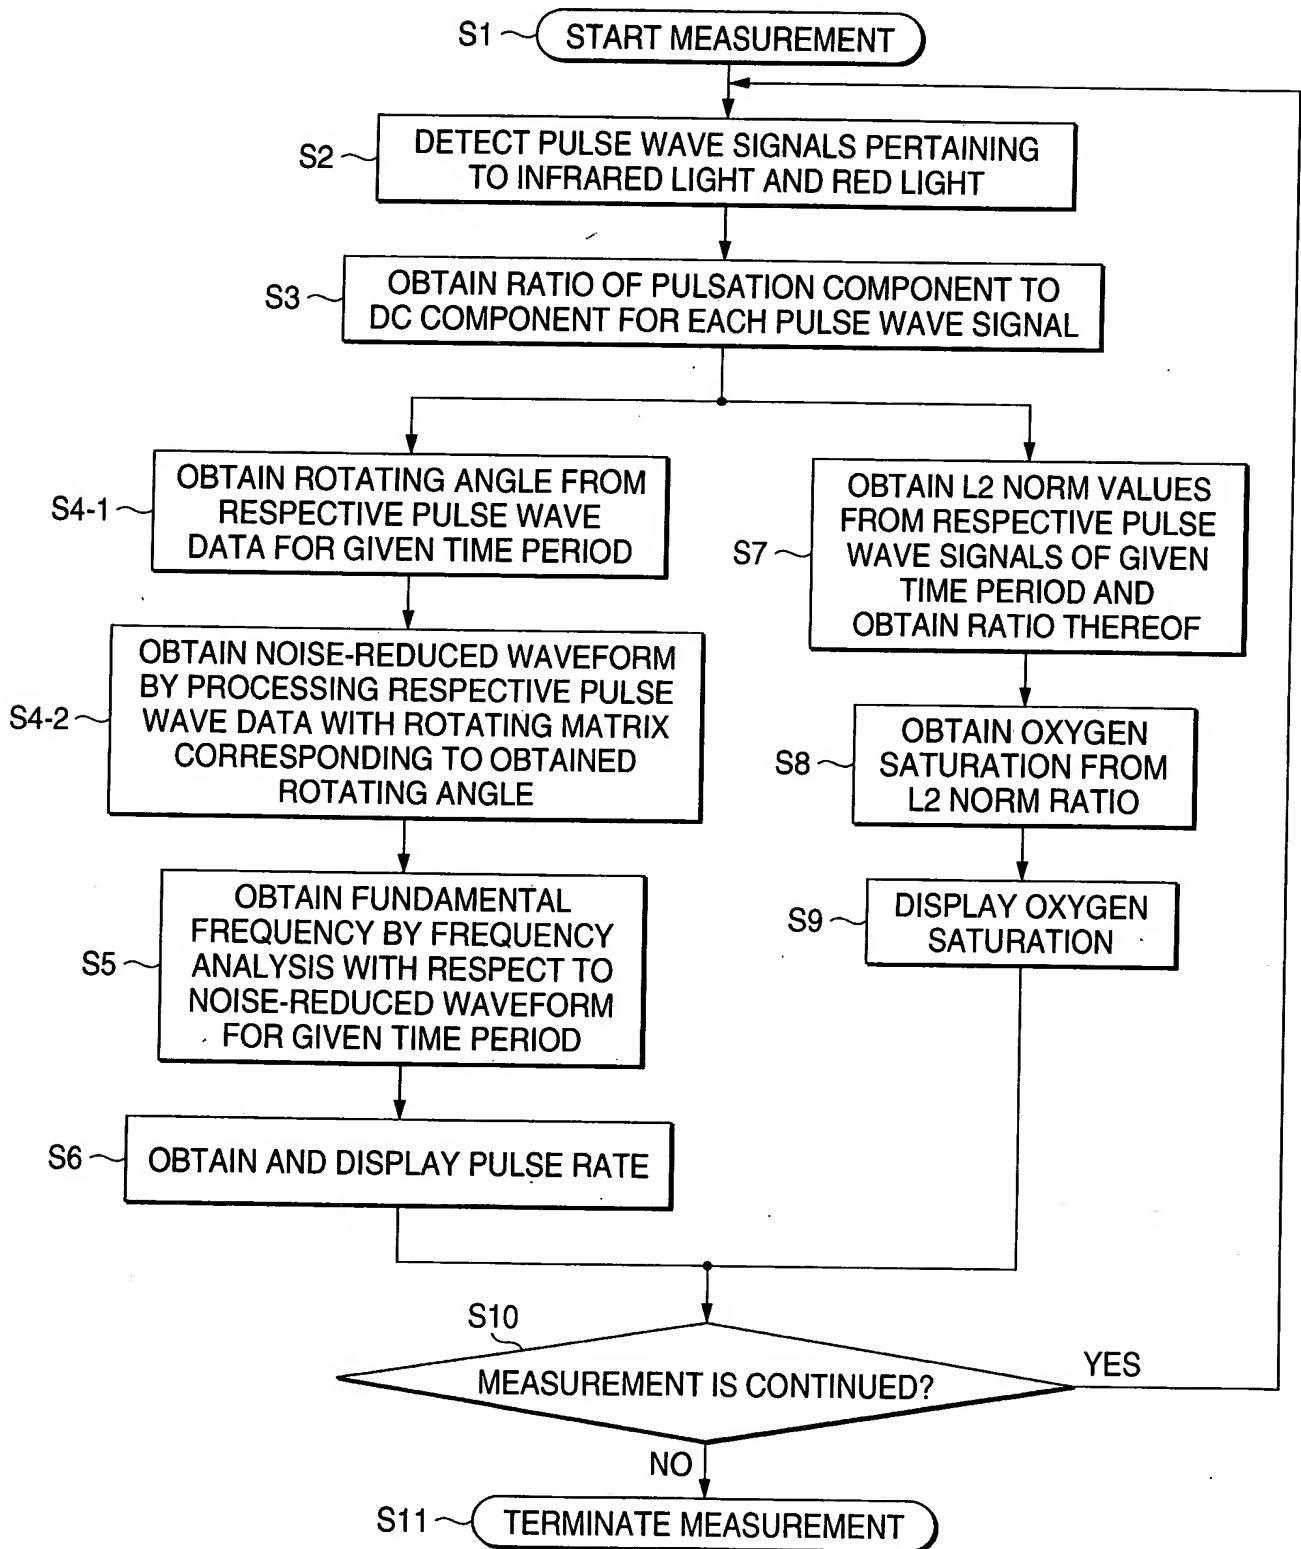 S1
START MEASUREMENT
S2
DETECT PULSE WAVE SIGNALS PERTAINING
TO INFRARED LIGHT AND RED LIGHT
S3
OBTAIN RATIO OF PULSATION COMPONENT TO
DC COMPONENT FOR EACH PULSE WAVE SIGNAL
S4-1
OBTAIN ROTATING ANGLE FROM
RESPECTIVE PULSE WAVE
DATA FOR GIVEN TIME PERIOD
S4-2
OBTAIN NOISE-REDUCED WAVEFORM
BY PROCESSING RESPECTIVE PULSE
WAVE DATA WITH ROTATING MATRIX
CORRESPONDING TO OBTAINED
ROTATING ANGLE
S5
OBTAIN FUNDAMENTAL
FREQUENCY BY FREQUENCY
ANALYSIS WITH RESPECT TO
NOISE-REDUCED WAVEFORM
FOR GIVEN TIME PERIOD
S6
OBTAIN AND DISPLAY PULSE RATE
S7
OBTAIN L2 NORM VALUES
FROM RESPECTIVE PULSE
WAVE SIGNALS OF GIVEN
TIME PERIOD AND
OBTAIN RATIO THEREOF
S8
OBTAIN OXYGEN
SATURATION FROM
L2 NORM RATIO
S9
DISPLAY OXYGEN
SATURATION
S10
MEASUREMENT IS CONTINUED?
YES
NO
S11
TERMINATE MEASUREMENT